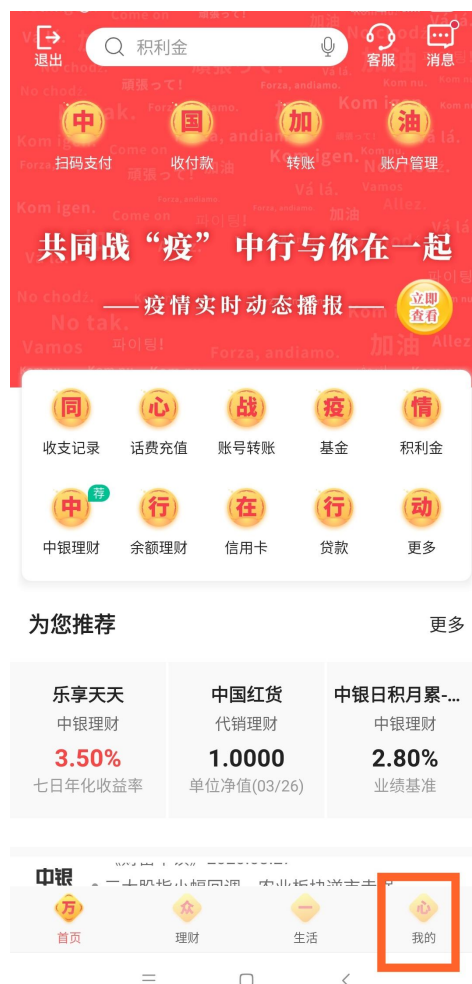 退出
积利金
客服
消息
中 国 加 油
扫码支付 收付款 转账 账户管理
共同战“疫” 中行与你在一起
——疫情实时动态播报——
立即
查看
同 心 战 疫 情
收支记录 话费充值 账号转账 基金 积利金
中 荐 行 在 行 动
中银理财 余额理财 信用卡 贷款 更多
为您推荐 更多
乐享天天 中国红货 中银日积月累-...
中银理财 代销理财 中银理财
3.50% 1.0000 2.80%
七日年化收益率 单位净值(03/26) 业绩基准
中银
万 众 一 心
首页 理财 生活 我的